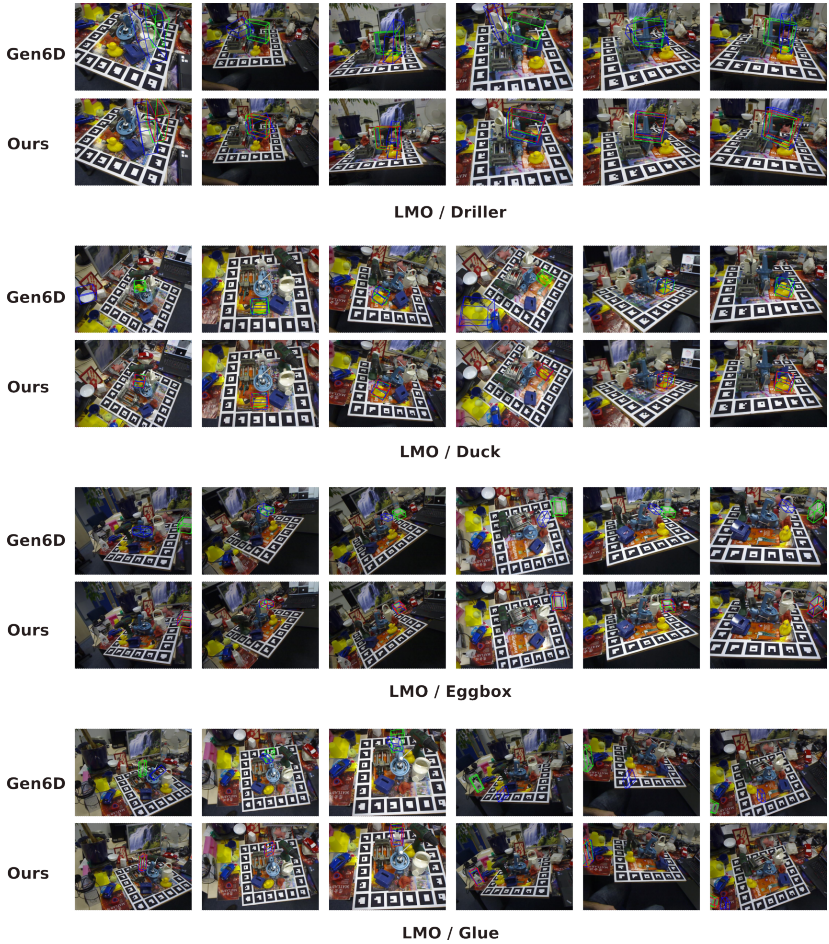 Gen6D
Ours
LMO / Driller
Gen6D
Ours
LMO / Duck
Gen6D
Ours
LMO / Eggbox
Gen6D
Ours
LMO / Glue